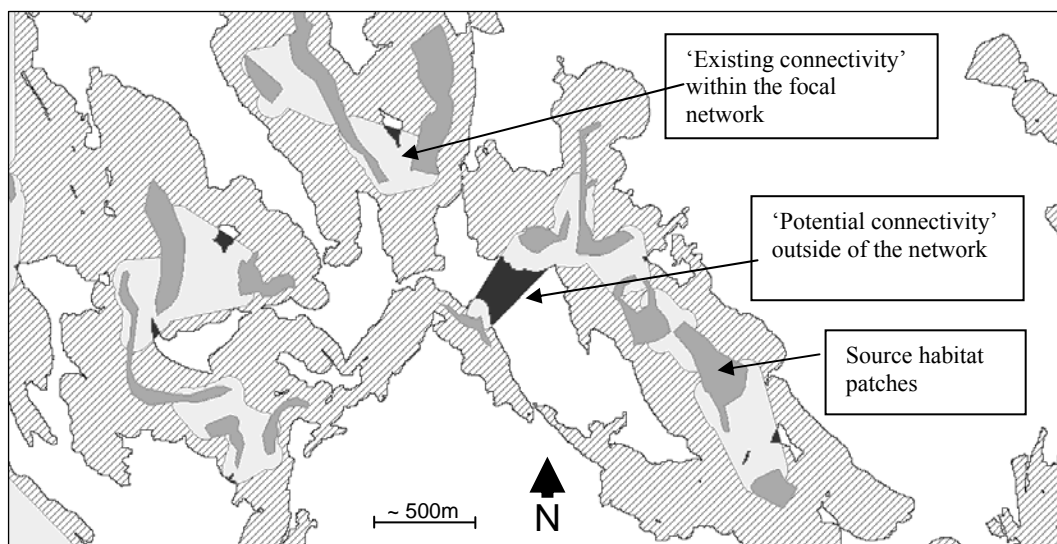 ‘Existing connectivity’
within the focal
network
‘Potential connectivity’
outside of the network
Source habitat
patches
~ 500m
N